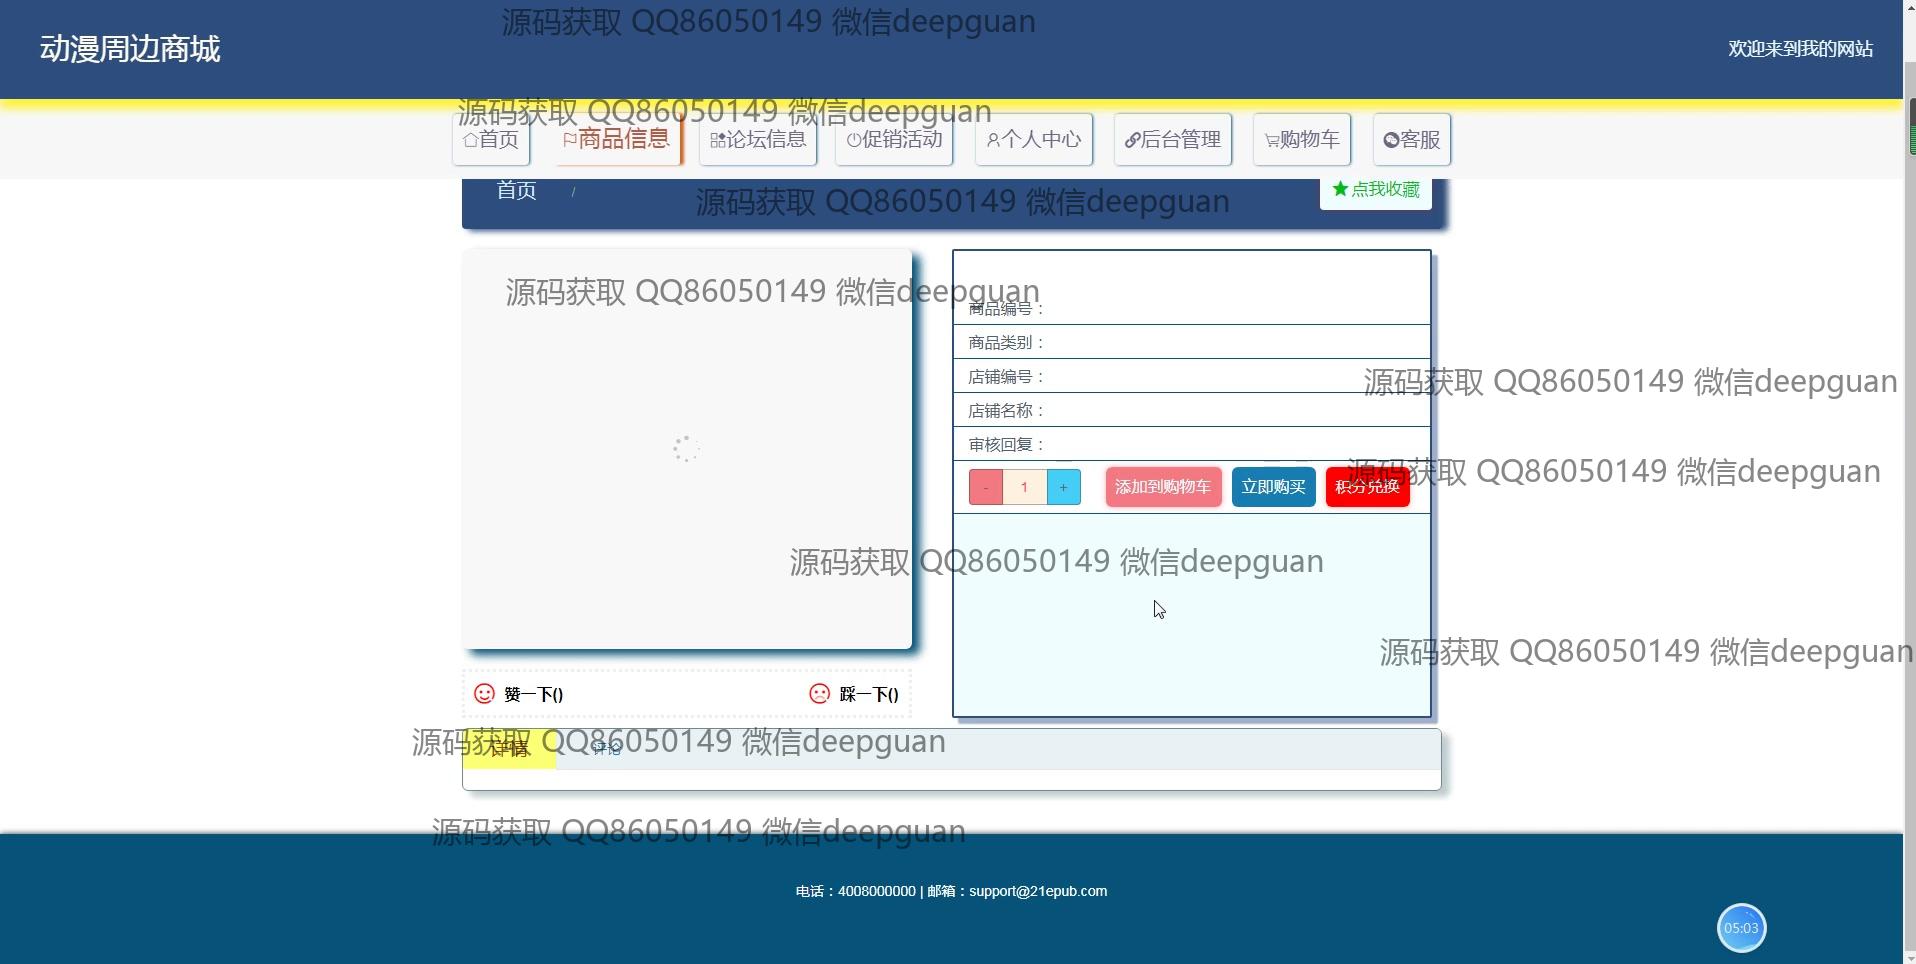 源码获取 QQ86050149 微信deepguan
动漫周边商城
欢迎来到我的网站
源码获取 QQ86050149 微信deepguan
首页
商品信息
论坛信息
促销活动
个人中心
后台管理
购物车
客服
首页 /
源码获取 QQ86050149 微信deepguan
点我收藏
源码获取 QQ86050149 微信deepguan
商品编号：
商品类别：
店铺编号：
源码获取 QQ86050149 微信deepguan
店铺名称：
审核回复：
源码获取 QQ86050149 微信deepguan
- 1 +
添加到购物车
立即购买
积分兑换
源码获取 QQ86050149 微信deepguan
源码获取 QQ86050149 微信deepguan
赞一下()
踩一下()
源码获取 QQ86050149 微信deepguan
详情
评论
源码获取 QQ86050149 微信deepguan
电话：4008000000 | 邮箱：support@21epub.com
05:03